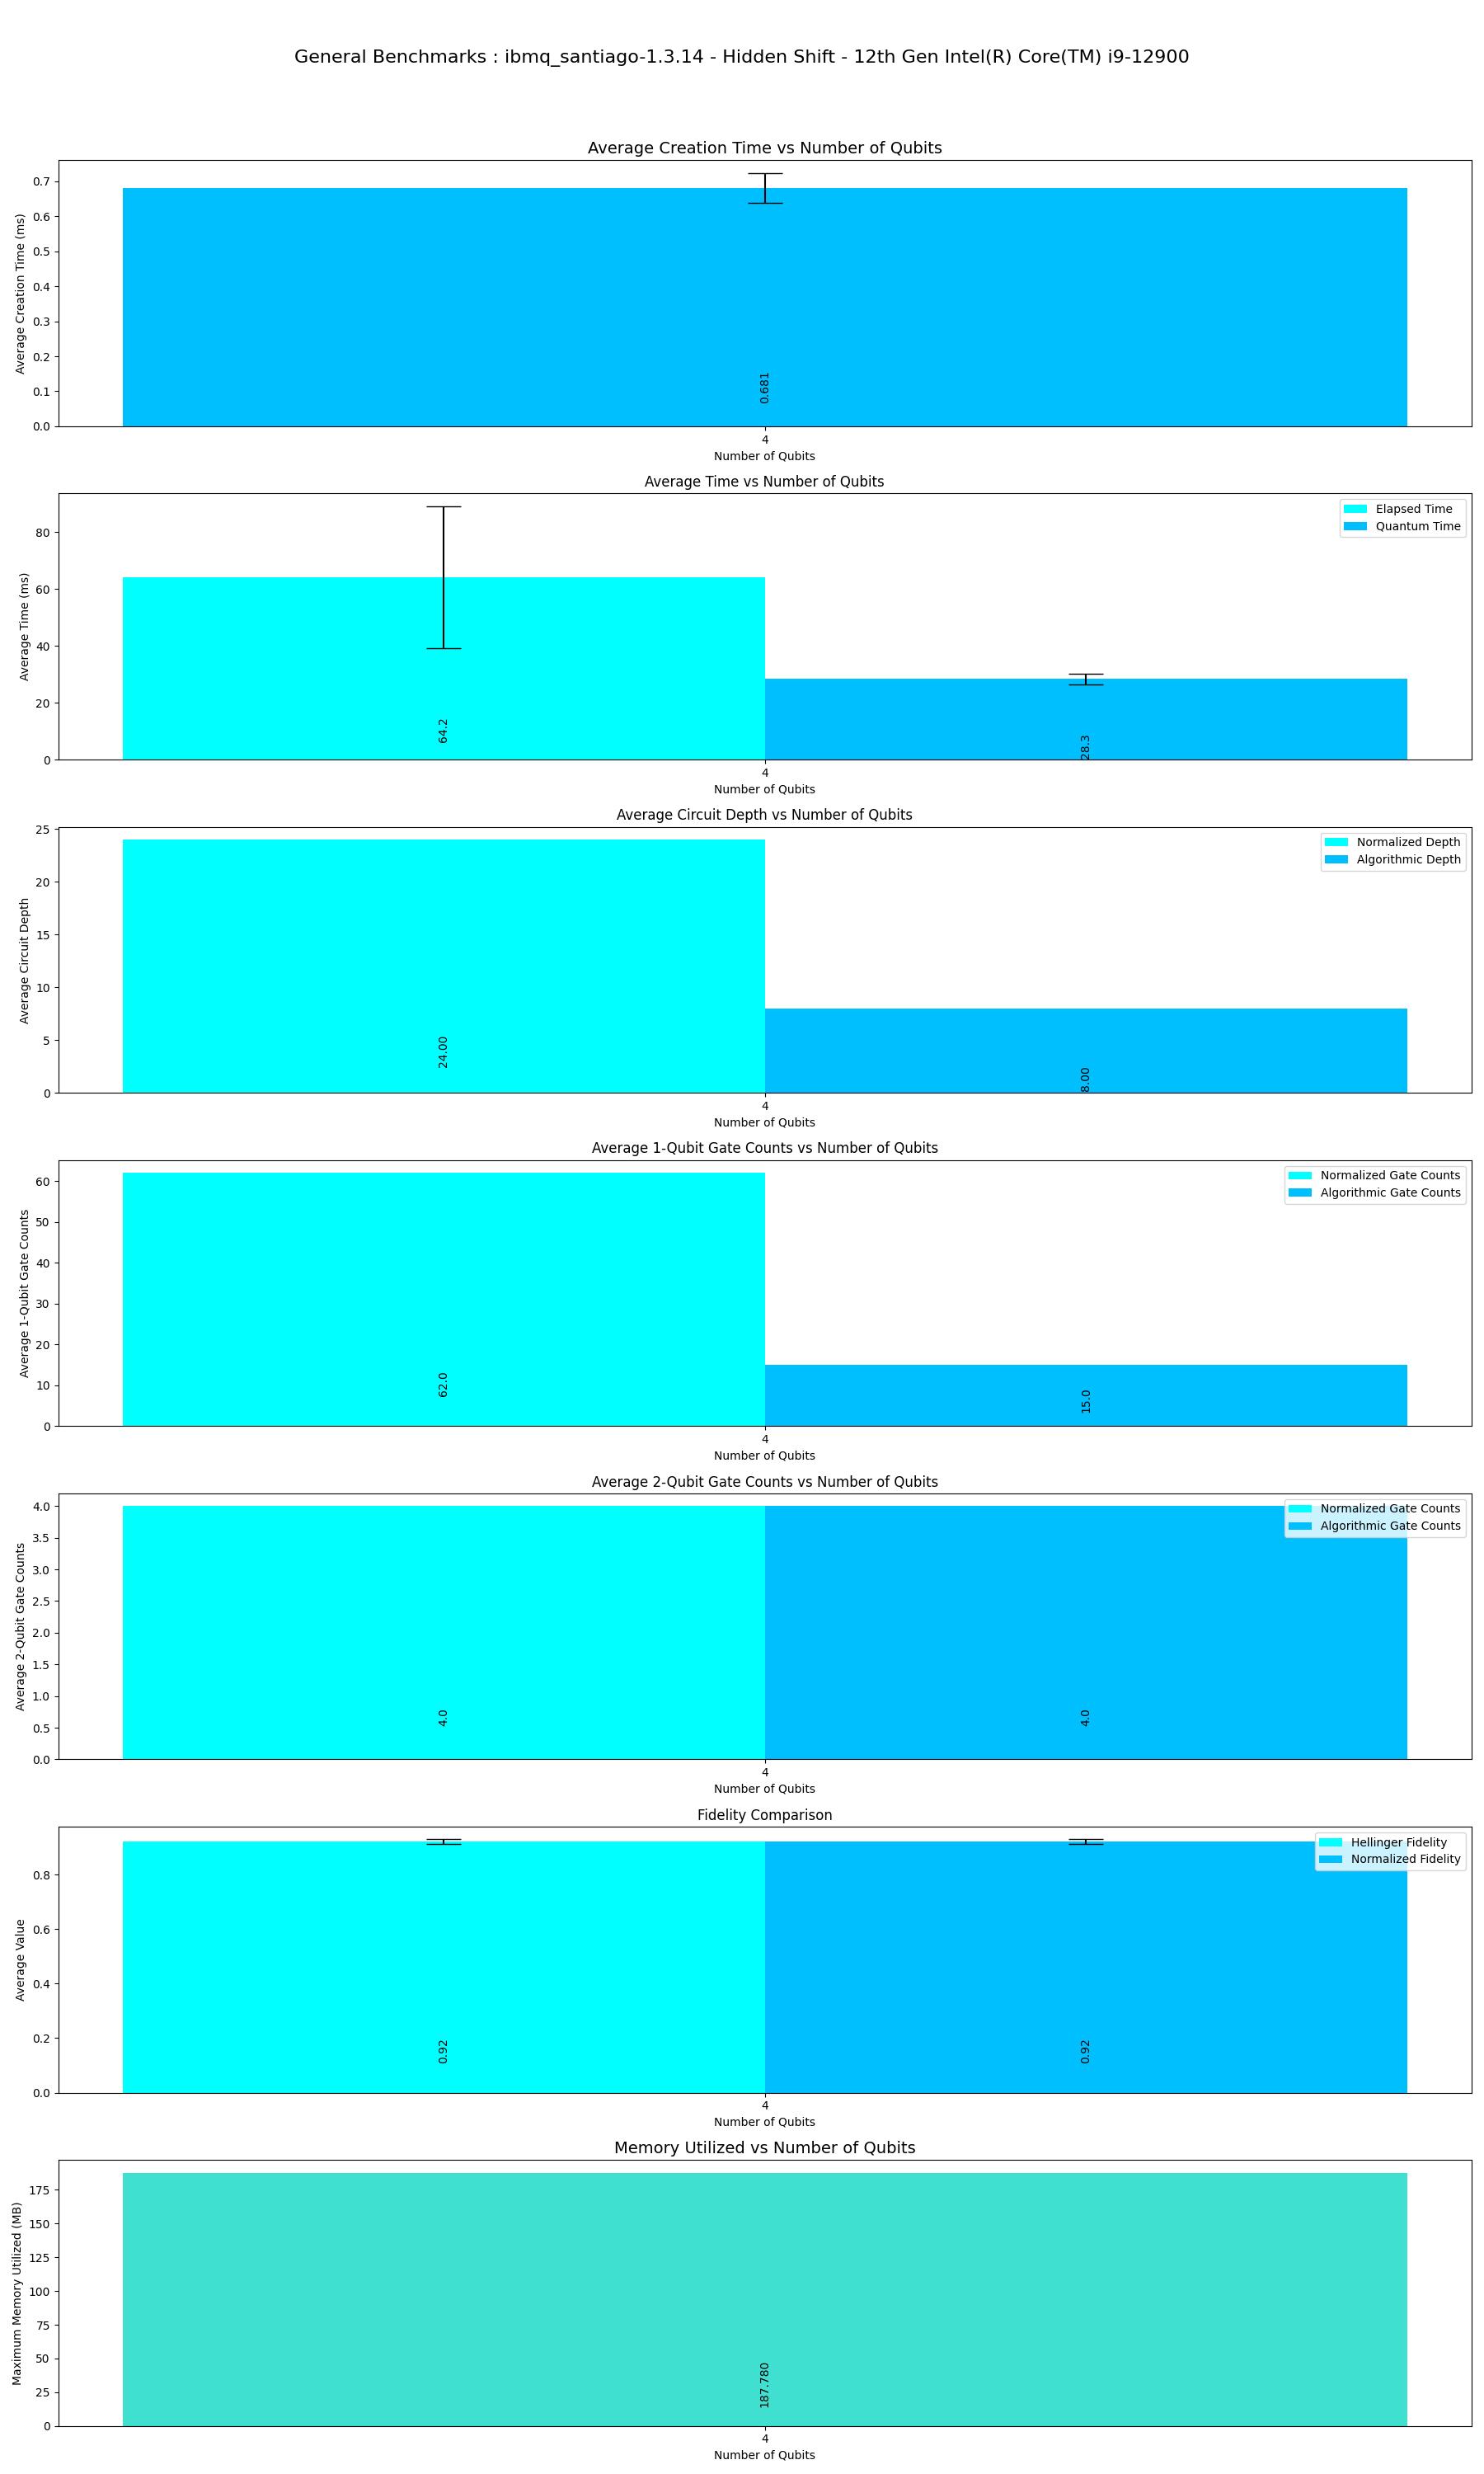 General Benchmarks : ibmq_santiago-1.3.14 - Hidden Shift - 12th Gen Intel(R) Core(TM) i9-12900
Average Creation Time vs Number of Qubits
Average Creation Time (ms)
0.7
0.6
0.5
0.4
0.3
0.2
0.1
0.0
0.681
4
Number of Qubits
Average Time vs Number of Qubits
Average Time (ms)
80
60
40
20
0
Elapsed Time
Quantum Time
64.2
28.3
4
Number of Qubits
Average Circuit Depth vs Number of Qubits
Average Circuit Depth
25
20
15
10
5
0
Normalized Depth
Algorithmic Depth
24.00
8.00
4
Number of Qubits
Average 1-Qubit Gate Counts vs Number of Qubits
Average 1-Qubit Gate Counts
60
50
40
30
20
10
0
Normalized Gate Counts
Algorithmic Gate Counts
62.0
15.0
4
Number of Qubits
Average 2-Qubit Gate Counts vs Number of Qubits
Average 2-Qubit Gate Counts
4.0
3.5
3.0
2.5
2.0
1.5
1.0
0.5
0.0
Normalized Gate Counts
Algorithmic Gate Counts
4.0
4.0
4
Number of Qubits
Fidelity Comparison
Average Value
0.8
0.6
0.4
0.2
0.0
Hellinger Fidelity
Normalized Fidelity
0.92
0.92
4
Number of Qubits
Memory Utilized vs Number of Qubits
Maximum Memory Utilized (MB)
175
150
125
100
75
50
25
0
187.780
4
Number of Qubits